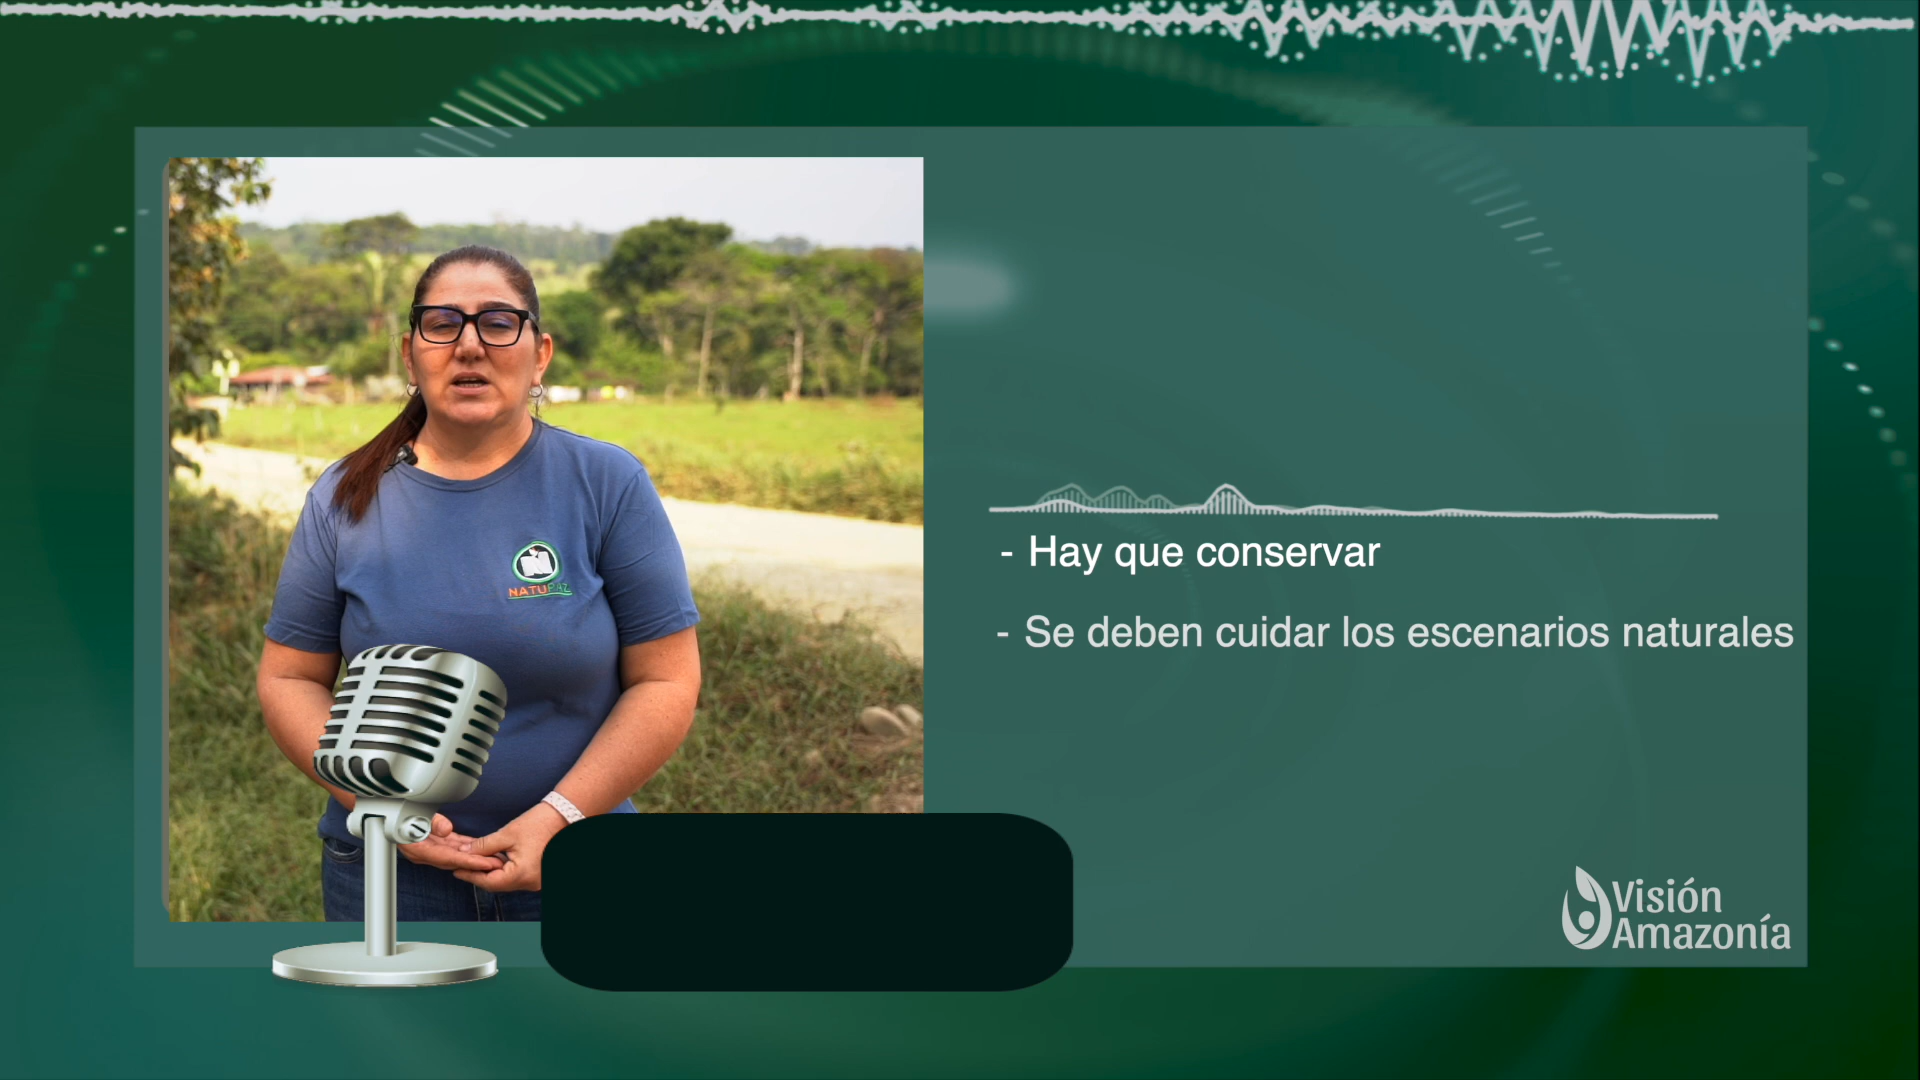 NATUPAZ
- Hay que conservar
- Se deben cuidar los escenarios naturales
Visión
Amazonía